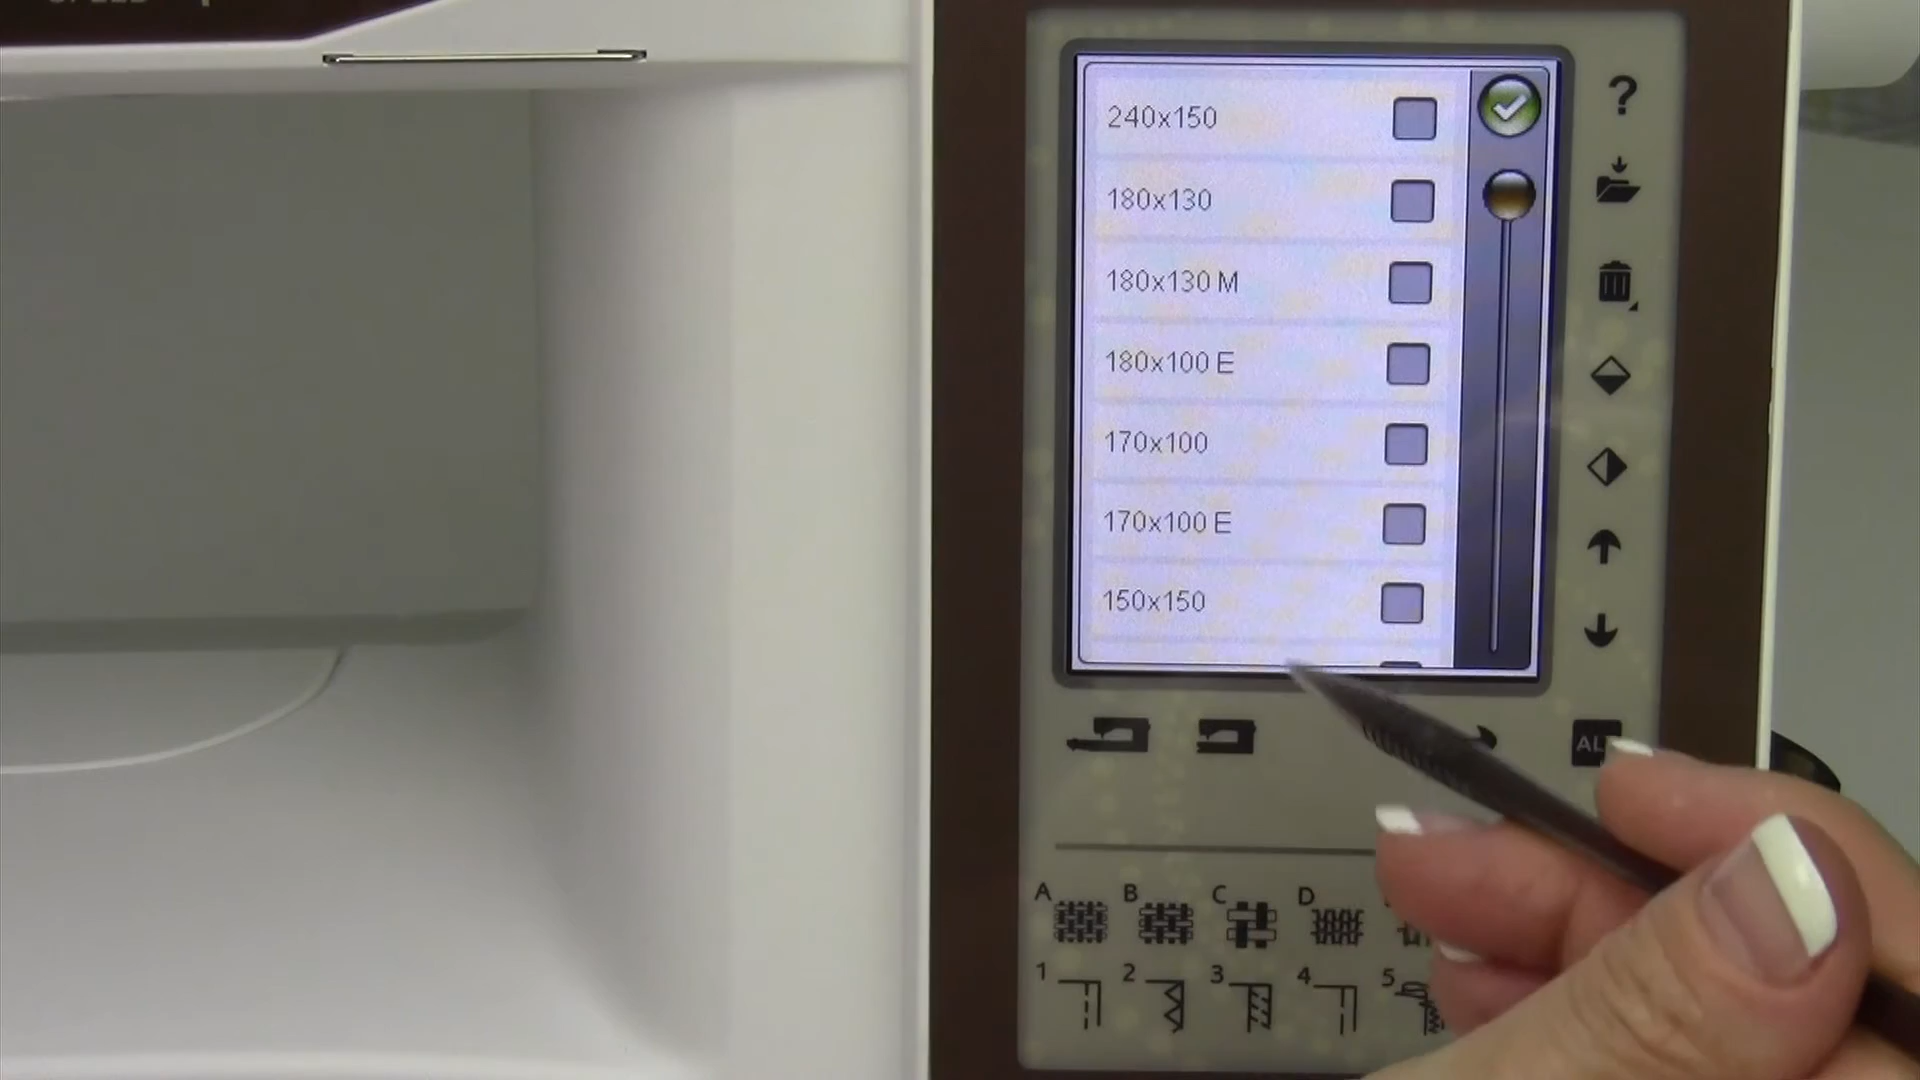 240x150
180x130
180x130 M
180x100 E
170x100
170x100 E
150x150
?
A B C D
1 2 3 4 5